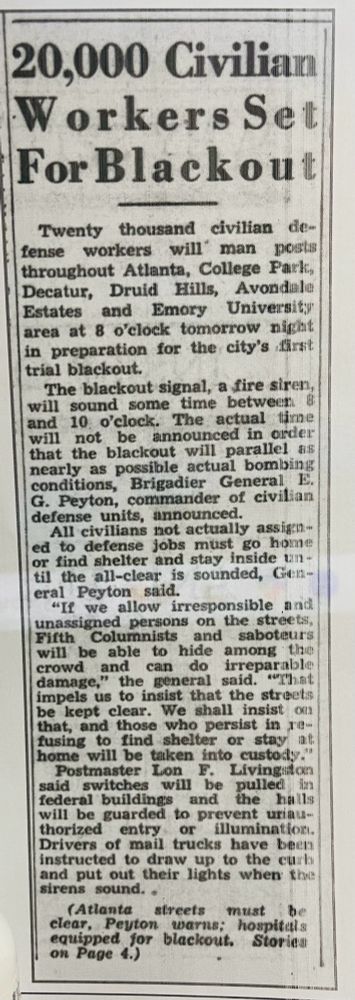 20,000 Civilian
Workers Set
For Blackout
Twenty thousand civilian de-
fense workers will man posts
throughout Atlanta, College Park,
Decatur, Druid Hills, Avondale
Estates and Emory University
area at 8 o'clock tomorrow night
in preparation for the city's first
trial blackout.
The blackout signal, a fire siren,
will sound some time between 8
and 10 o'clock. The actual time
will not be announced in order
that the blackout will parallel as
nearly as possible actual bombing
conditions, Brigadier General E.
G. Peyton, commander of civilian
defense units, announced.
All civilians not actually assign-
ed to defense jobs must go home
or find shelter and stay inside un-
til the all-clear is sounded, Gen-
eral Peyton said.
"If we allow irresponsible and
unassigned persons on the streets,
Fifth Columnists and saboteurs
will be able to hide among the
crowd and can do irreparable
damage," the general said. "That
impels us to insist that the streets
be kept clear. We shall insist on
that, and those who persist in re-
fusing to find shelter or stay at
home will be taken into custody."
Postmaster Lon F. Livingston
said switches will be pulled in
federal buildings and the halls
will be guarded to prevent unau-
thorized entry or illumination.
Drivers of mail trucks have been
instructed to draw up to the curb
and put out their lights when the
sirens sound.
(Atlanta streets must be
clear, Peyton warns; hospitals
equipped for blackout. Stories
on Page 4.)